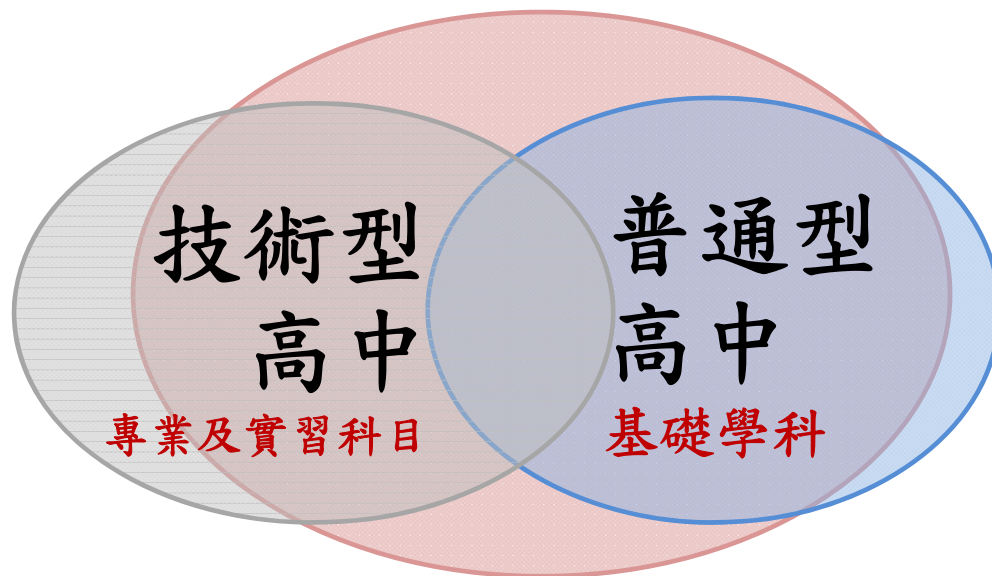 技術型
高中
專業及實習科目
普通型
高中
基礎學科